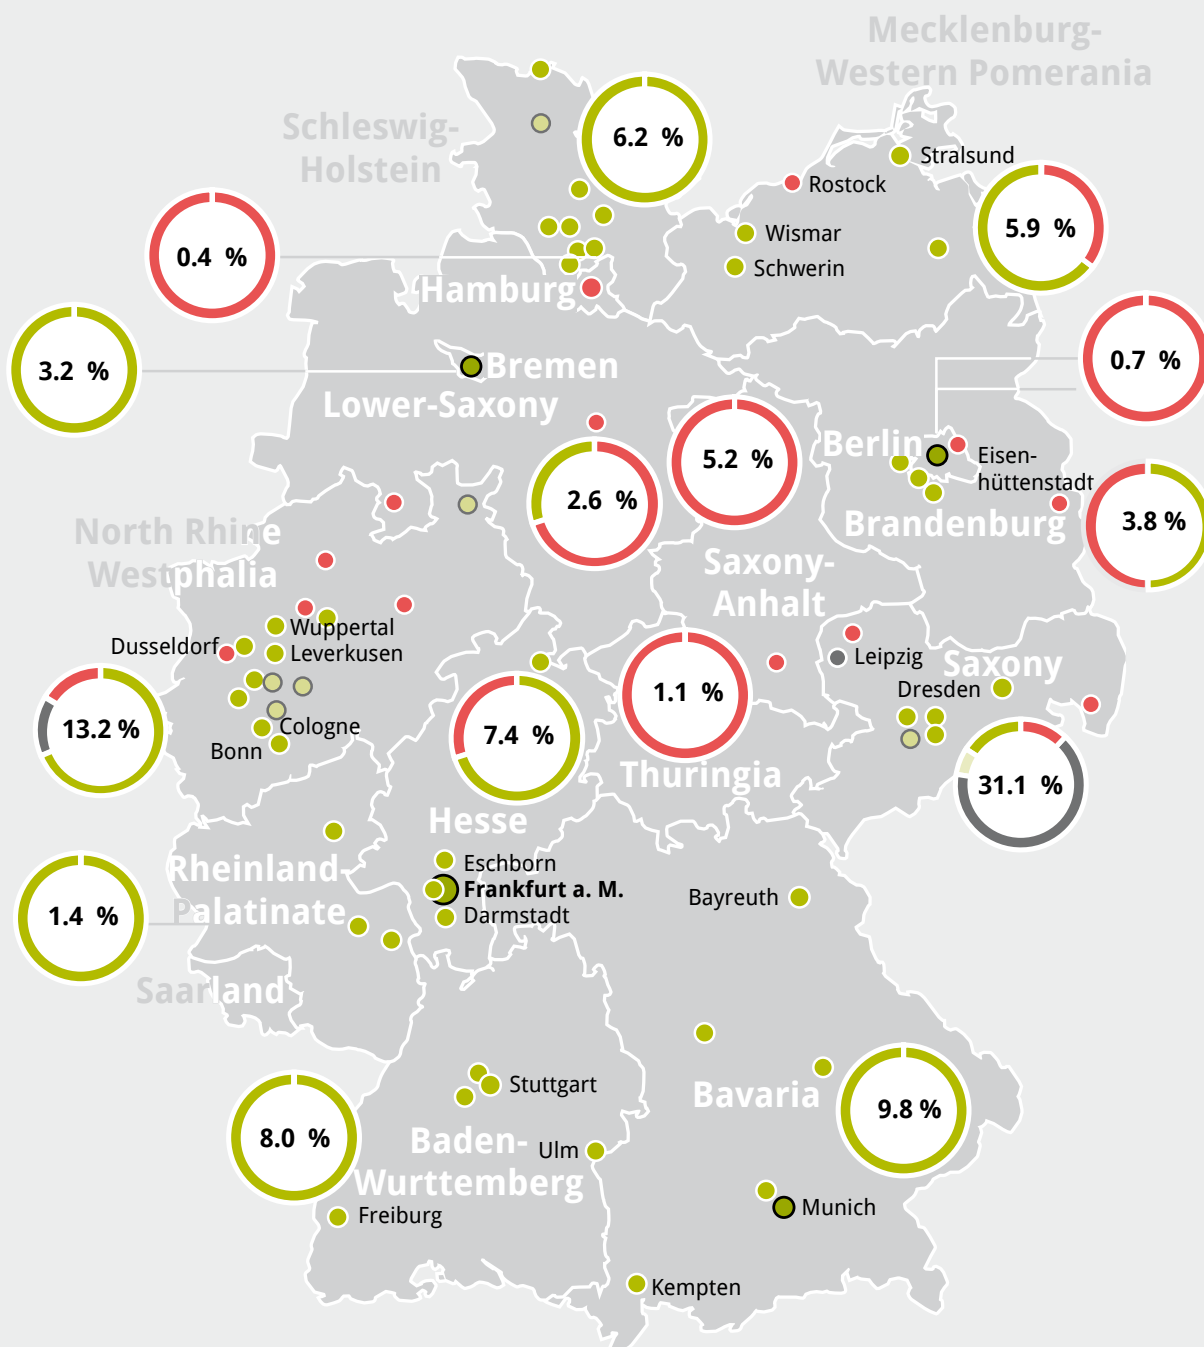 Mecklenburg-
Western Pomerania
Schleswig-
Holstein
6.2 %
Stralsund
Rostock
5.9 %
Wismar
0.4 %
Schwerin
Hamburg
3.2 %
0.7 %
Bremen
Lower-Saxony
Berlin
Eisen-
hüttenstadt
5.2 %
2.6 %
3.8 %
Brandenburg
North Rhine
Westphalia
Saxony-
Anhalt
Wuppertal
Dusseldorf
Leverkusen
Leipzig
Saxony
Dresden
1.1 %
13.2 %
Cologne
Bonn
7.4 %
Thuringia
31.1 %
Hesse
Eschborn
Rheinland-
Palatinate
Frankfurt a. M.
Darmstadt
Bayreuth
1.4 %
Saarland
Stuttgart
Bavaria
9.8 %
8.0 %
Baden-
Wurttemberg
Ulm
Freiburg
Munich
Kempten